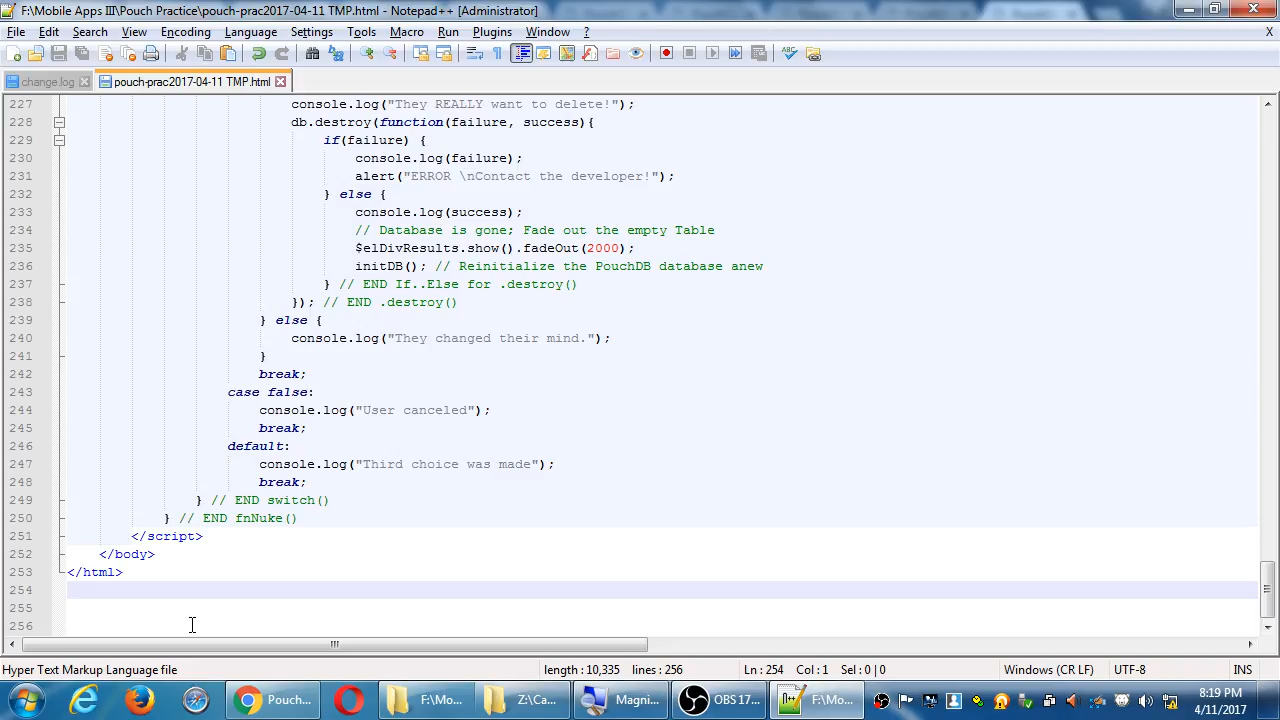 F:\Mobile Apps III\Pouch Practice\pouch-prac2017-04-11 TMP.html - Notepad++ [Administrator]
File Edit Search View Encoding Language Settings Tools Macro Run Plugins Window ? X
change.log pouch-prac2017-04-11 TMP.html
227 console.log("They REALLY want to delete!");
228 db.destroy(function(failure, success){
229 if(failure) {
230 console.log(failure);
231 alert("ERROR \nContact the developer!");
232 } else {
233 console.log(success);
234 // Database is gone; Fade out the empty Table
235 $elDivResults.show().fadeOut(2000);
236 initDB(); // Reinitialize the PouchDB database anew
237 } // END If..Else for .destroy()
238 }); // END .destroy()
239 } else {
240 console.log("They changed their mind.");
241 }
242 break;
243 case false:
244 console.log("User canceled");
245 break;
246 default:
247 console.log("Third choice was made");
248 break;
249 } // END switch()
250 } // END fnNuke()
251 </script>
252 </body>
253 </html>
254
255
256
Hyper Text Markup Language file length : 10,335 lines : 256 Ln : 254 Col : 1 Sel : 0 | 0 Windows (CR LF) UTF-8 INS
Pouch... F:\Mo... Z:\Ca... Magni... OBS 17... F:\Mo... 8:19 PM
4/11/2017